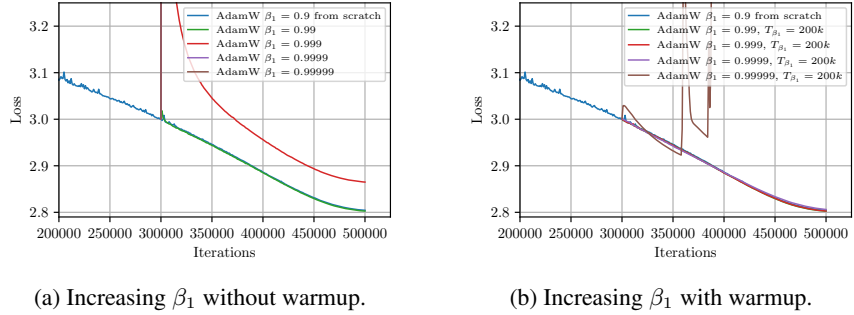 3.2
3.1
3.0
2.9
2.8
Loss
200000 250000 300000 350000 400000 450000 500000
Iterations
AdamW β₁ = 0.9 from scratch
AdamW β₁ = 0.99
AdamW β₁ = 0.999
AdamW β₁ = 0.9999
AdamW β₁ = 0.99999
(a) Increasing β₁ without warmup.
3.2
3.1
3.0
2.9
2.8
Loss
200000 250000 300000 350000 400000 450000 500000
Iterations
AdamW β₁ = 0.9 from scratch
AdamW β₁ = 0.99, T_β₁ = 200k
AdamW β₁ = 0.999, T_β₁ = 200k
AdamW β₁ = 0.9999, T_β₁ = 200k
AdamW β₁ = 0.99999, T_β₁ = 200k
(b) Increasing β₁ with warmup.